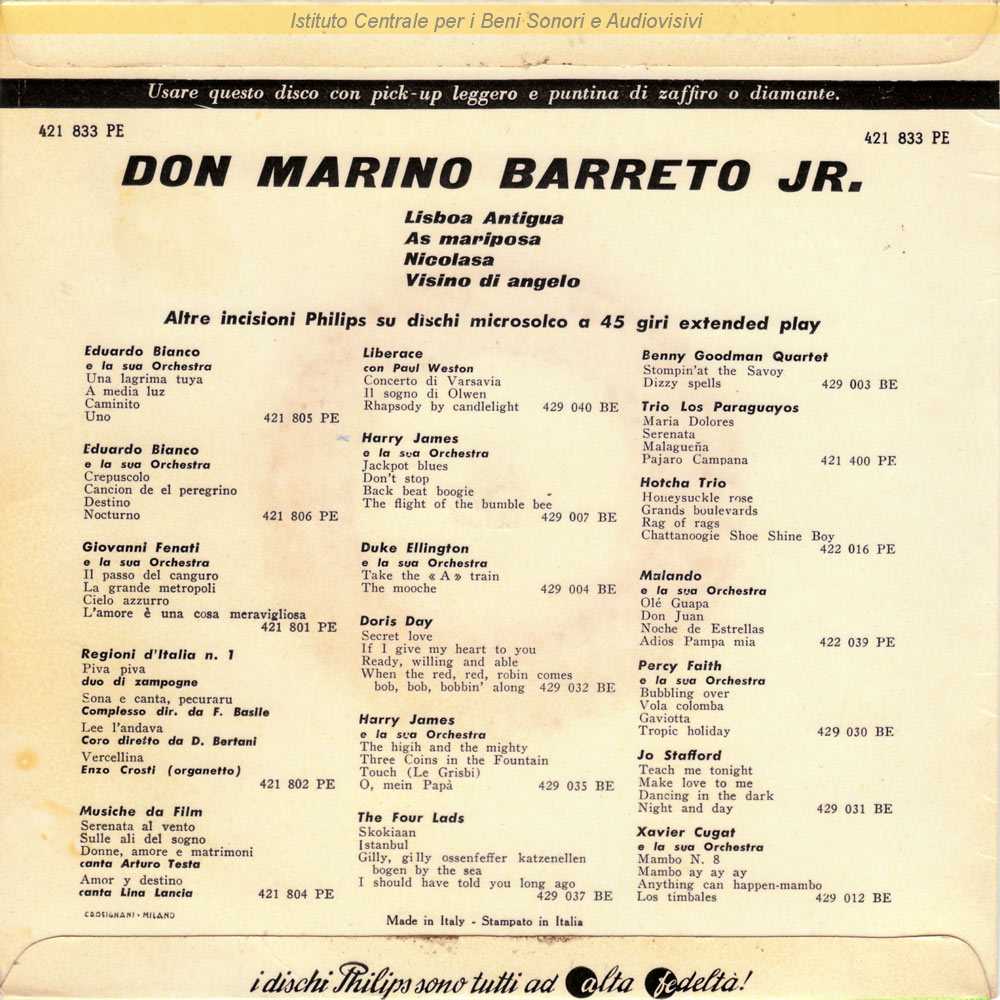 Istituto Centrale per i Beni Sonori e Audiovisivi
Usare questo disco con pick-up leggero e puntina di zaffiro o diamante.
421 833 PE
421 833 PE
DON MARINO BARRETO JR.
Lisboa Antigua
As mariposa
Nicolasa
Visino di angelo
Altre incisioni Philips su dischi microsolco a 45 giri extended play
Eduardo Bianco
e la sua Orchestra
Una lagrima tuya
A media luz
Caminito
Uno 421 805 PE
Eduardo Bianco
e la sua Orchestra
Crepuscolo
Cancion de el peregrino
Destino
Nocturno 421 806 PE
Giovanni Fenati
e la sua Orchestra
Il passo del canguro
La grande metropoli
Cielo azzurro
L'amore è una cosa meravigliosa
421 801 PE
Regioni d'Italia n. 1
Piva piva
duo di zampogne
Sona e canta, pecuraru
Complesso dir. da F. Basile
Lee l'andava
Coro diretto da D. Bertani
Vercellina
Enzo Crosti (organetto)
421 802 PE
Musiche da Film
Serenata al vento
Sulle ali del sogno
Donne, amore e matrimoni
canta Arturo Testa
Amor y destino
canta Lina Lancia 421 804 PE
CROSIGNANI - MILANO
Liberace
con Paul Weston
Concerto di Varsavia
Il sogno di Olwen
Rhapsody by candlelight 429 040 BE
Harry James
e la sua Orchestra
Jackpot blues
Don't stop
Back beat boogie
The flight of the bumble bee
429 007 BE
Duke Ellington
e la sua Orchestra
Take the «A» train
The mooche 429 004 BE
Doris Day
Secret love
If I give my heart to you
Ready, willing and able
When the red, red, robin comes
bob, bob, bobbin' along 429 032 BE
Harry James
e la sua Orchestra
The higih and the mighty
Three Coins in the Fountain
Touch (Le Grisbi)
O, mein Papà 429 035 BE
The Four Lads
Skokiaan
Istanbul
Gilly, gilly ossenfeffer katzenellen
bogen by the sea
I should have told you long ago
429 037 BE
Made in Italy - Stampato in Italia
Benny Goodman Quartet
Stompin'at the Savoy
Dizzy spells 429 003 BE
Trio Los Paraguayos
Maria Dolores
Serenata
Malagueña
Pajaro Campana 421 400 PE
Hotcha Trio
Honeysuckle rose
Grands boulevards
Rag of rags
Chattanoogie Shoe Shine Boy
422 016 PE
Malando
e la sua Orchestra
Olé Guapa
Don Juan
Noche de Estrellas
Adios Pampa mia 422 039 PE
Percy Faith
e la sua Orchestra
Bubbling over
Vola colomba
Gaviotta
Tropic holiday 429 030 BE
Jo Stafford
Teach me tonight
Make love to me
Dancing in the dark
Night and day 429 031 BE
Xavier Cugat
e la sua Orchestra
Mambo N. 8
Mambo ay ay ay
Anything can happen-mambo
Los timbales 429 012 BE
i dischi Philips sono tutti ad alta fedeltà!